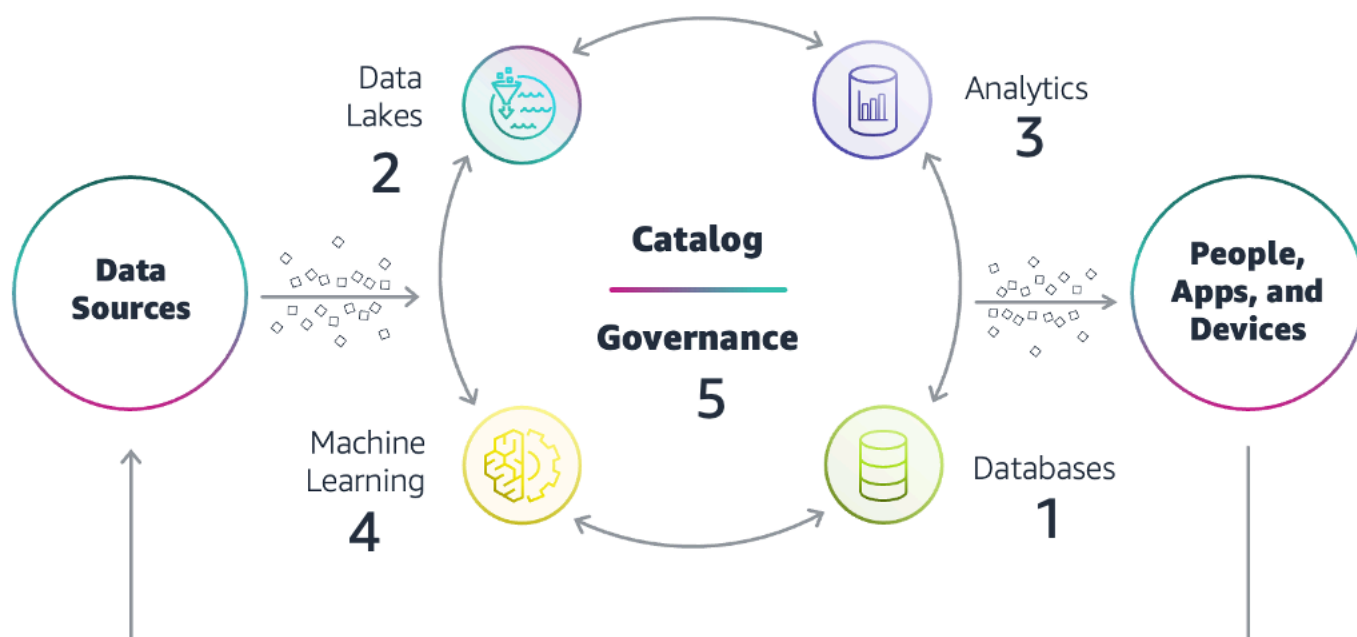 Data
Lakes
2
Analytics
3
Data
Sources
Catalog
Governance
5
People,
Apps, and
Devices
Machine
Learning
4
Databases
1